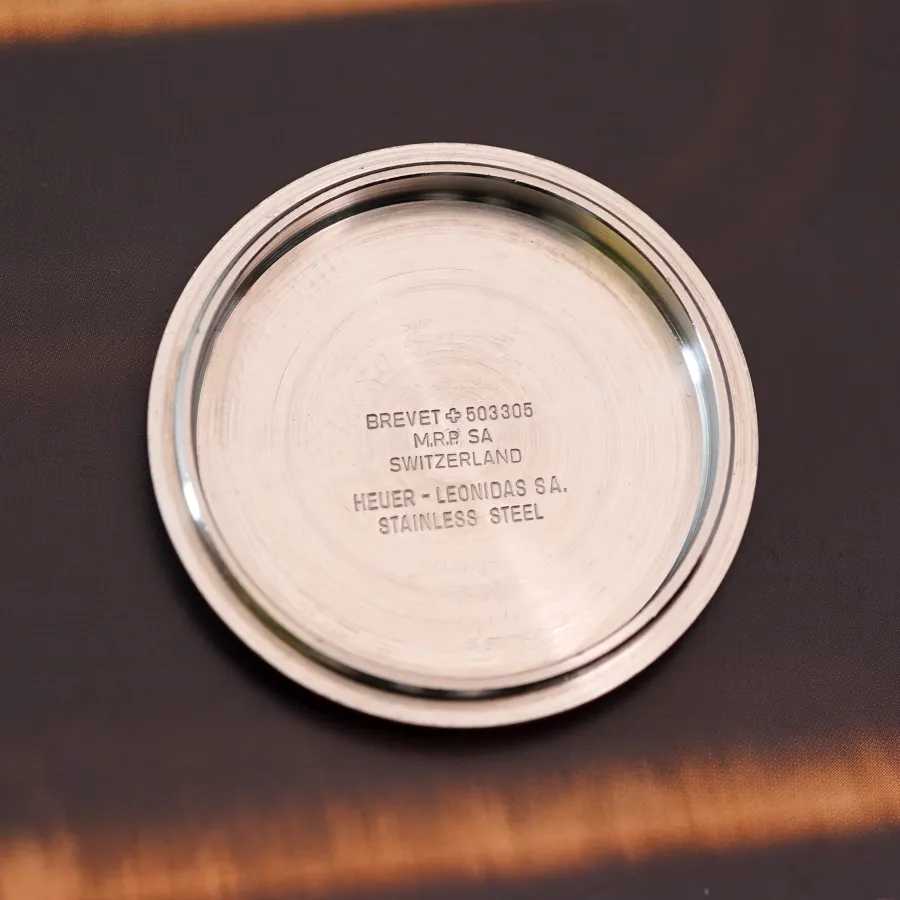 BREVET ✚ 503305
M.R.P. SA
SWITZERLAND
HEUER - LEONIDAS S A.
STAINLESS STEEL